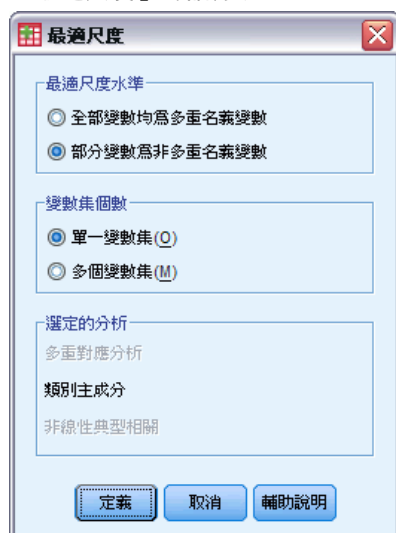 最適尺度
最適尺度水準
全部變數均為多重名義變數
部分變數為非多重名義變數
變數集個數
單一變數集(O)
多個變數集(M)
選定的分析
多重對應分析
類別主成分
非線性典型相關
定義 取消 輔助說明